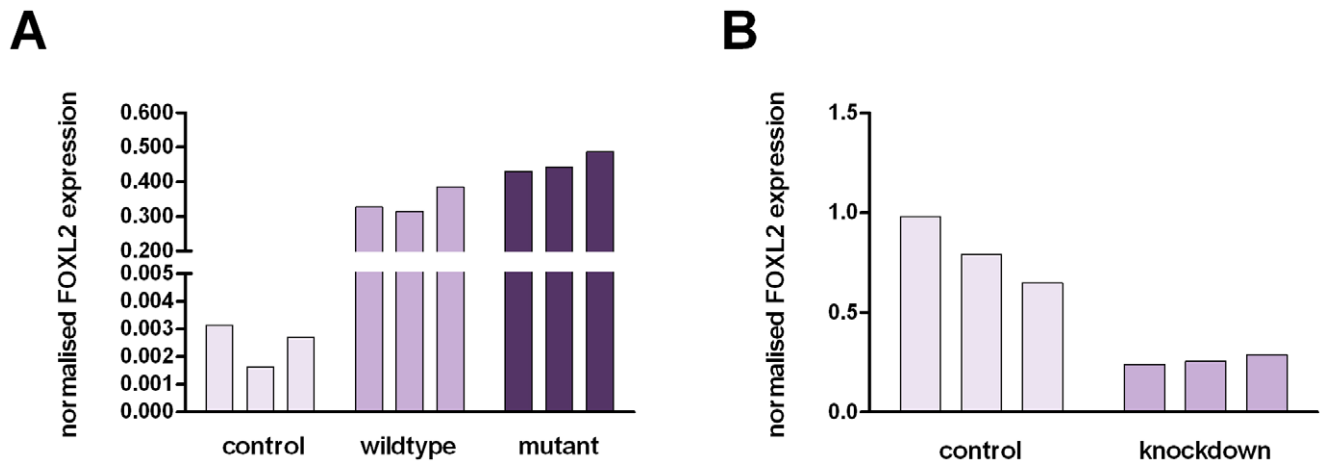 A
normalised FOXL2 expression
0.600
0.500
0.400
0.300
0.200
0.005
0.004
0.003
0.002
0.001
0.000
control wildtype mutant
B
normalised FOXL2 expression
1.5
1.0
0.5
0.0
control knockdown